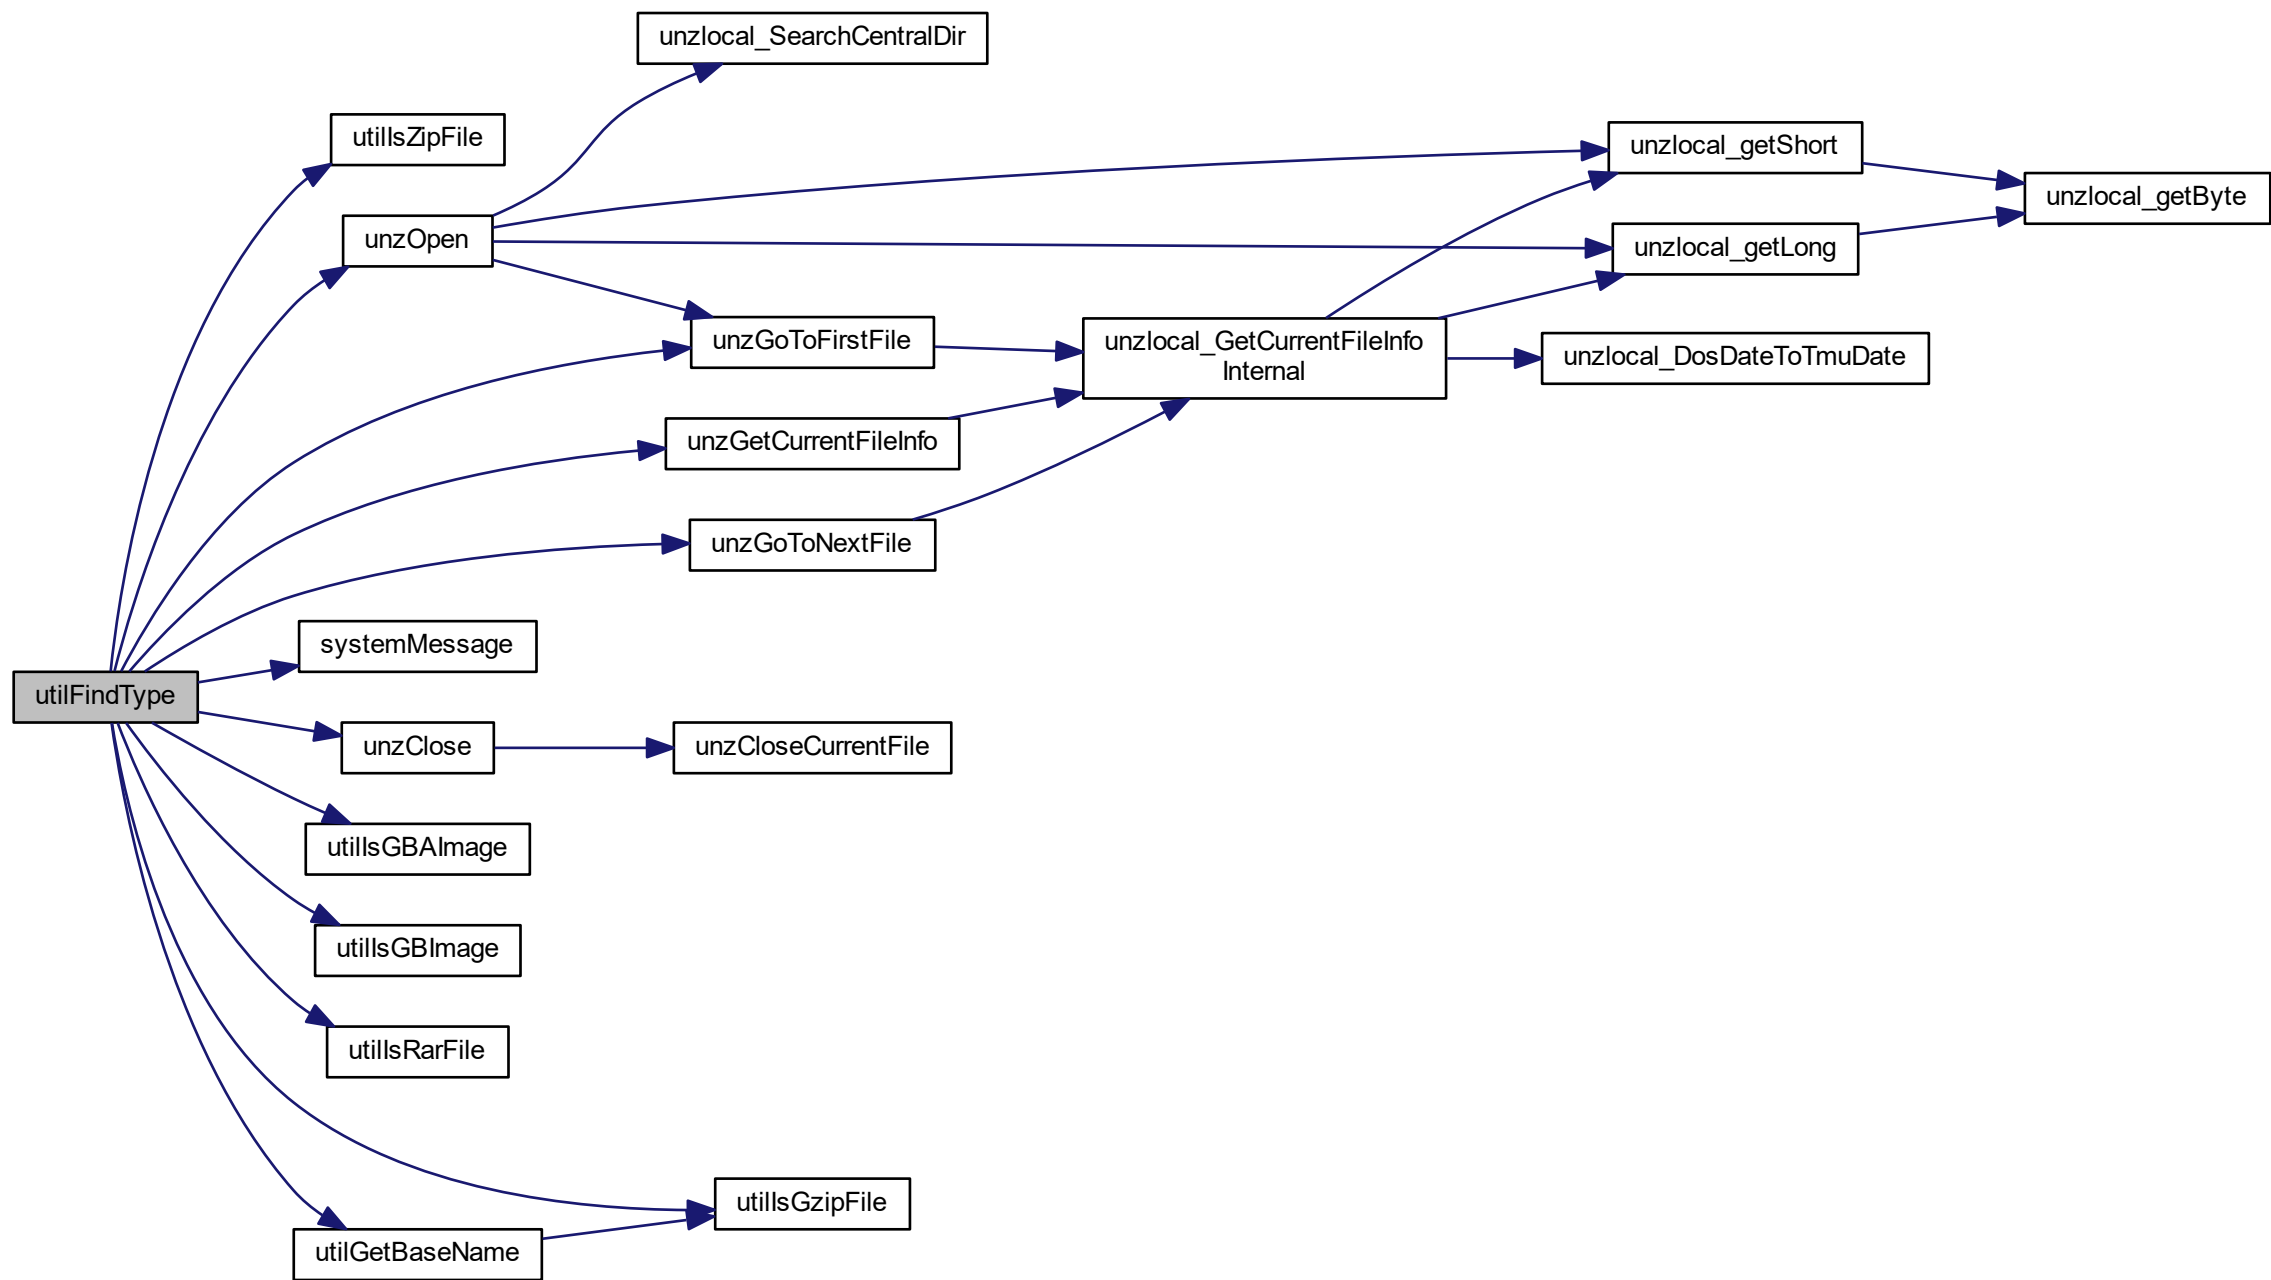 unzlocal_SearchCentralDir
utilIsZipFile
unzlocal_getShort
unzlocal_getByte
unzOpen
unzlocal_getLong
unzGoToFirstFile
unzlocal_GetCurrentFileInfo
Internal
unzlocal_DosDateToTmuDate
unzGetCurrentFileInfo
unzGoToNextFile
systemMessage
utilFindType
unzClose
unzCloseCurrentFile
utilIsGBAImage
utilIsGBImage
utilIsRarFile
utilIsGzipFile
utilGetBaseName